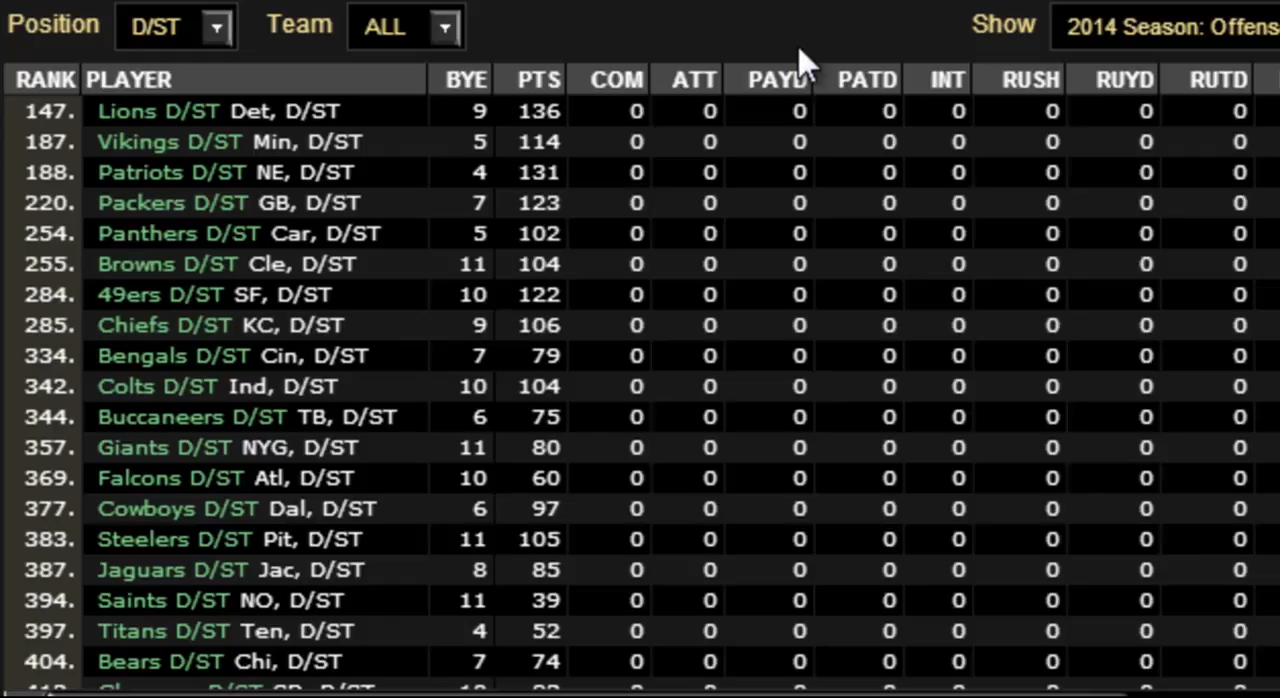 Position D/ST Team ALL Show 2014 Season: Offens
RANK PLAYER BYE PTS COM ATT PAYD PATD INT RUSH RUYD RUTD
147. Lions D/ST Det, D/ST 9 136 0 0 0 0 0 0 0 0
187. Vikings D/ST Min, D/ST 5 114 0 0 0 0 0 0 0 0
188. Patriots D/ST NE, D/ST 4 131 0 0 0 0 0 0 0 0
220. Packers D/ST GB, D/ST 7 123 0 0 0 0 0 0 0 0
254. Panthers D/ST Car, D/ST 5 102 0 0 0 0 0 0 0 0
255. Browns D/ST Cle, D/ST 11 104 0 0 0 0 0 0 0 0
284. 49ers D/ST SF, D/ST 10 122 0 0 0 0 0 0 0 0
285. Chiefs D/ST KC, D/ST 9 106 0 0 0 0 0 0 0 0
334. Bengals D/ST Cin, D/ST 7 79 0 0 0 0 0 0 0 0
342. Colts D/ST Ind, D/ST 10 104 0 0 0 0 0 0 0 0
344. Buccaneers D/ST TB, D/ST 6 75 0 0 0 0 0 0 0 0
357. Giants D/ST NYG, D/ST 11 80 0 0 0 0 0 0 0 0
369. Falcons D/ST Atl, D/ST 10 60 0 0 0 0 0 0 0 0
377. Cowboys D/ST Dal, D/ST 6 97 0 0 0 0 0 0 0 0
383. Steelers D/ST Pit, D/ST 11 105 0 0 0 0 0 0 0 0
387. Jaguars D/ST Jac, D/ST 8 85 0 0 0 0 0 0 0 0
394. Saints D/ST NO, D/ST 11 39 0 0 0 0 0 0 0 0
397. Titans D/ST Ten, D/ST 4 52 0 0 0 0 0 0 0 0
404. Bears D/ST Chi, D/ST 7 74 0 0 0 0 0 0 0 0